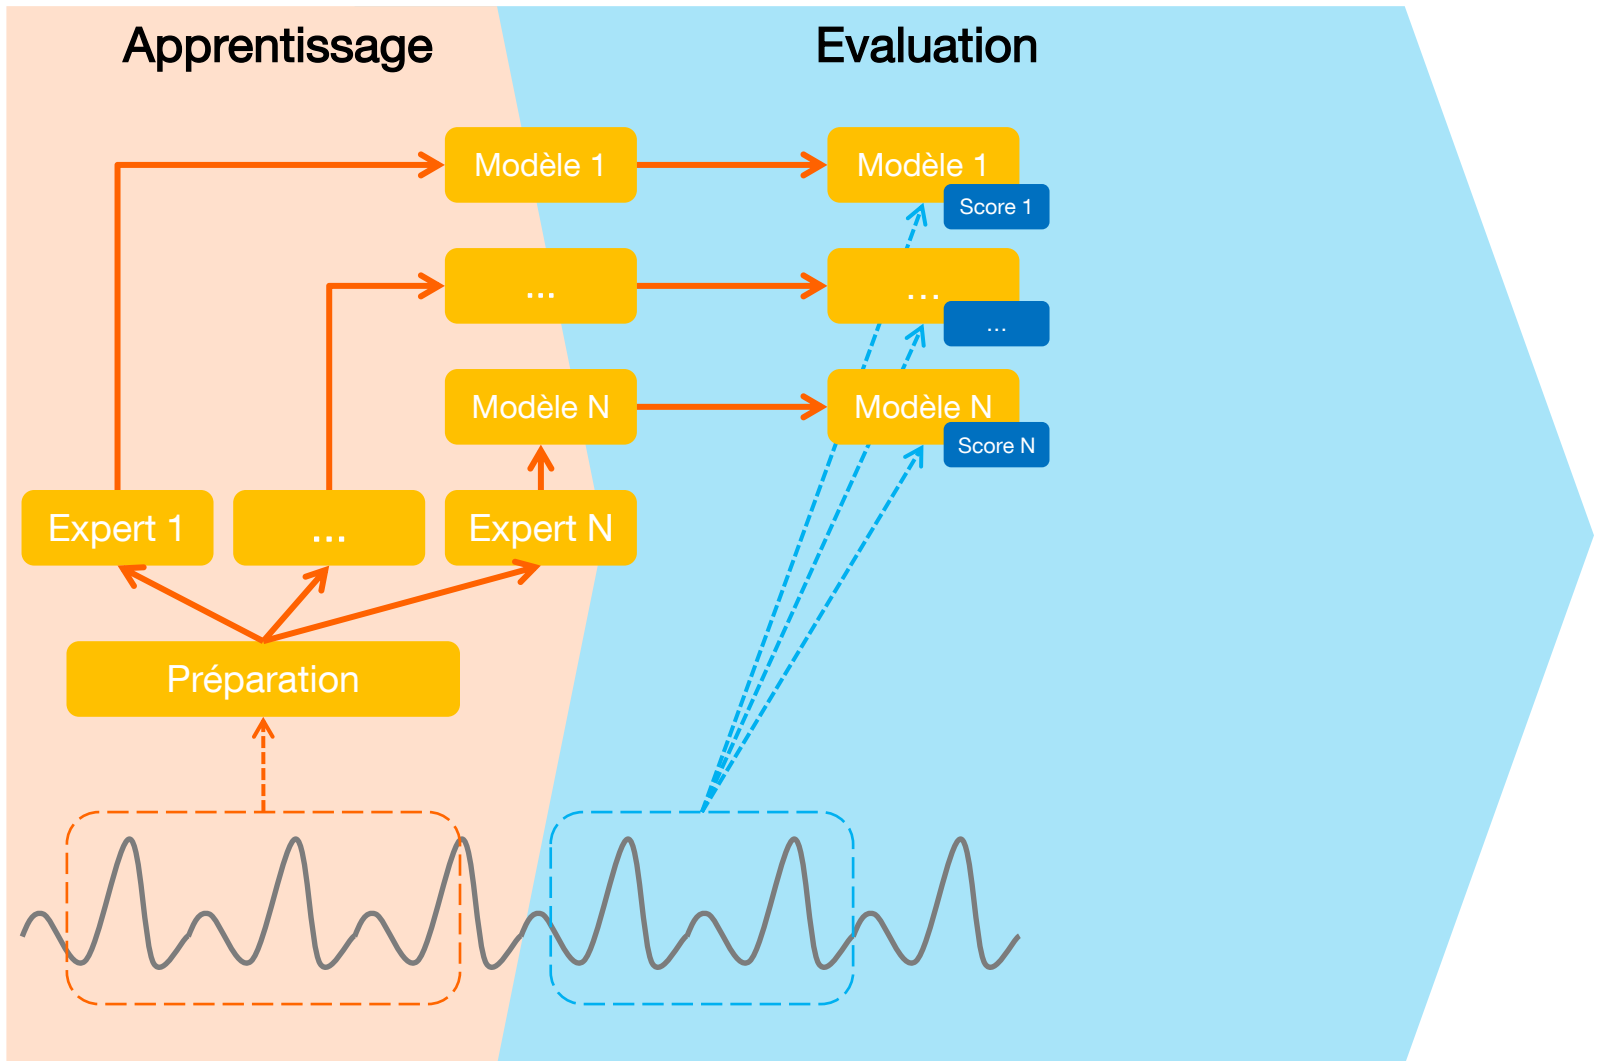 Apprentissage
Evaluation
Modèle 1
Modèle 1
Score 1
...
...
...
Modèle N
Modèle N
Score N
Expert 1
...
Expert N
Préparation